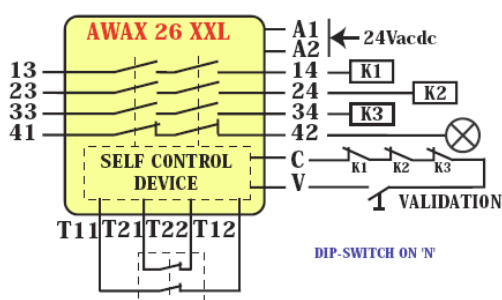 AWAX 26 XXL
A1
A2
24Vacdc
13 14 K1
23 24 K2
33 34 K3
41 42
SELF CONTROL
DEVICE
C K1 K2 K3
V VALIDATION
T11 T21 T22 T12
DIP-SWITCH ON 'N'